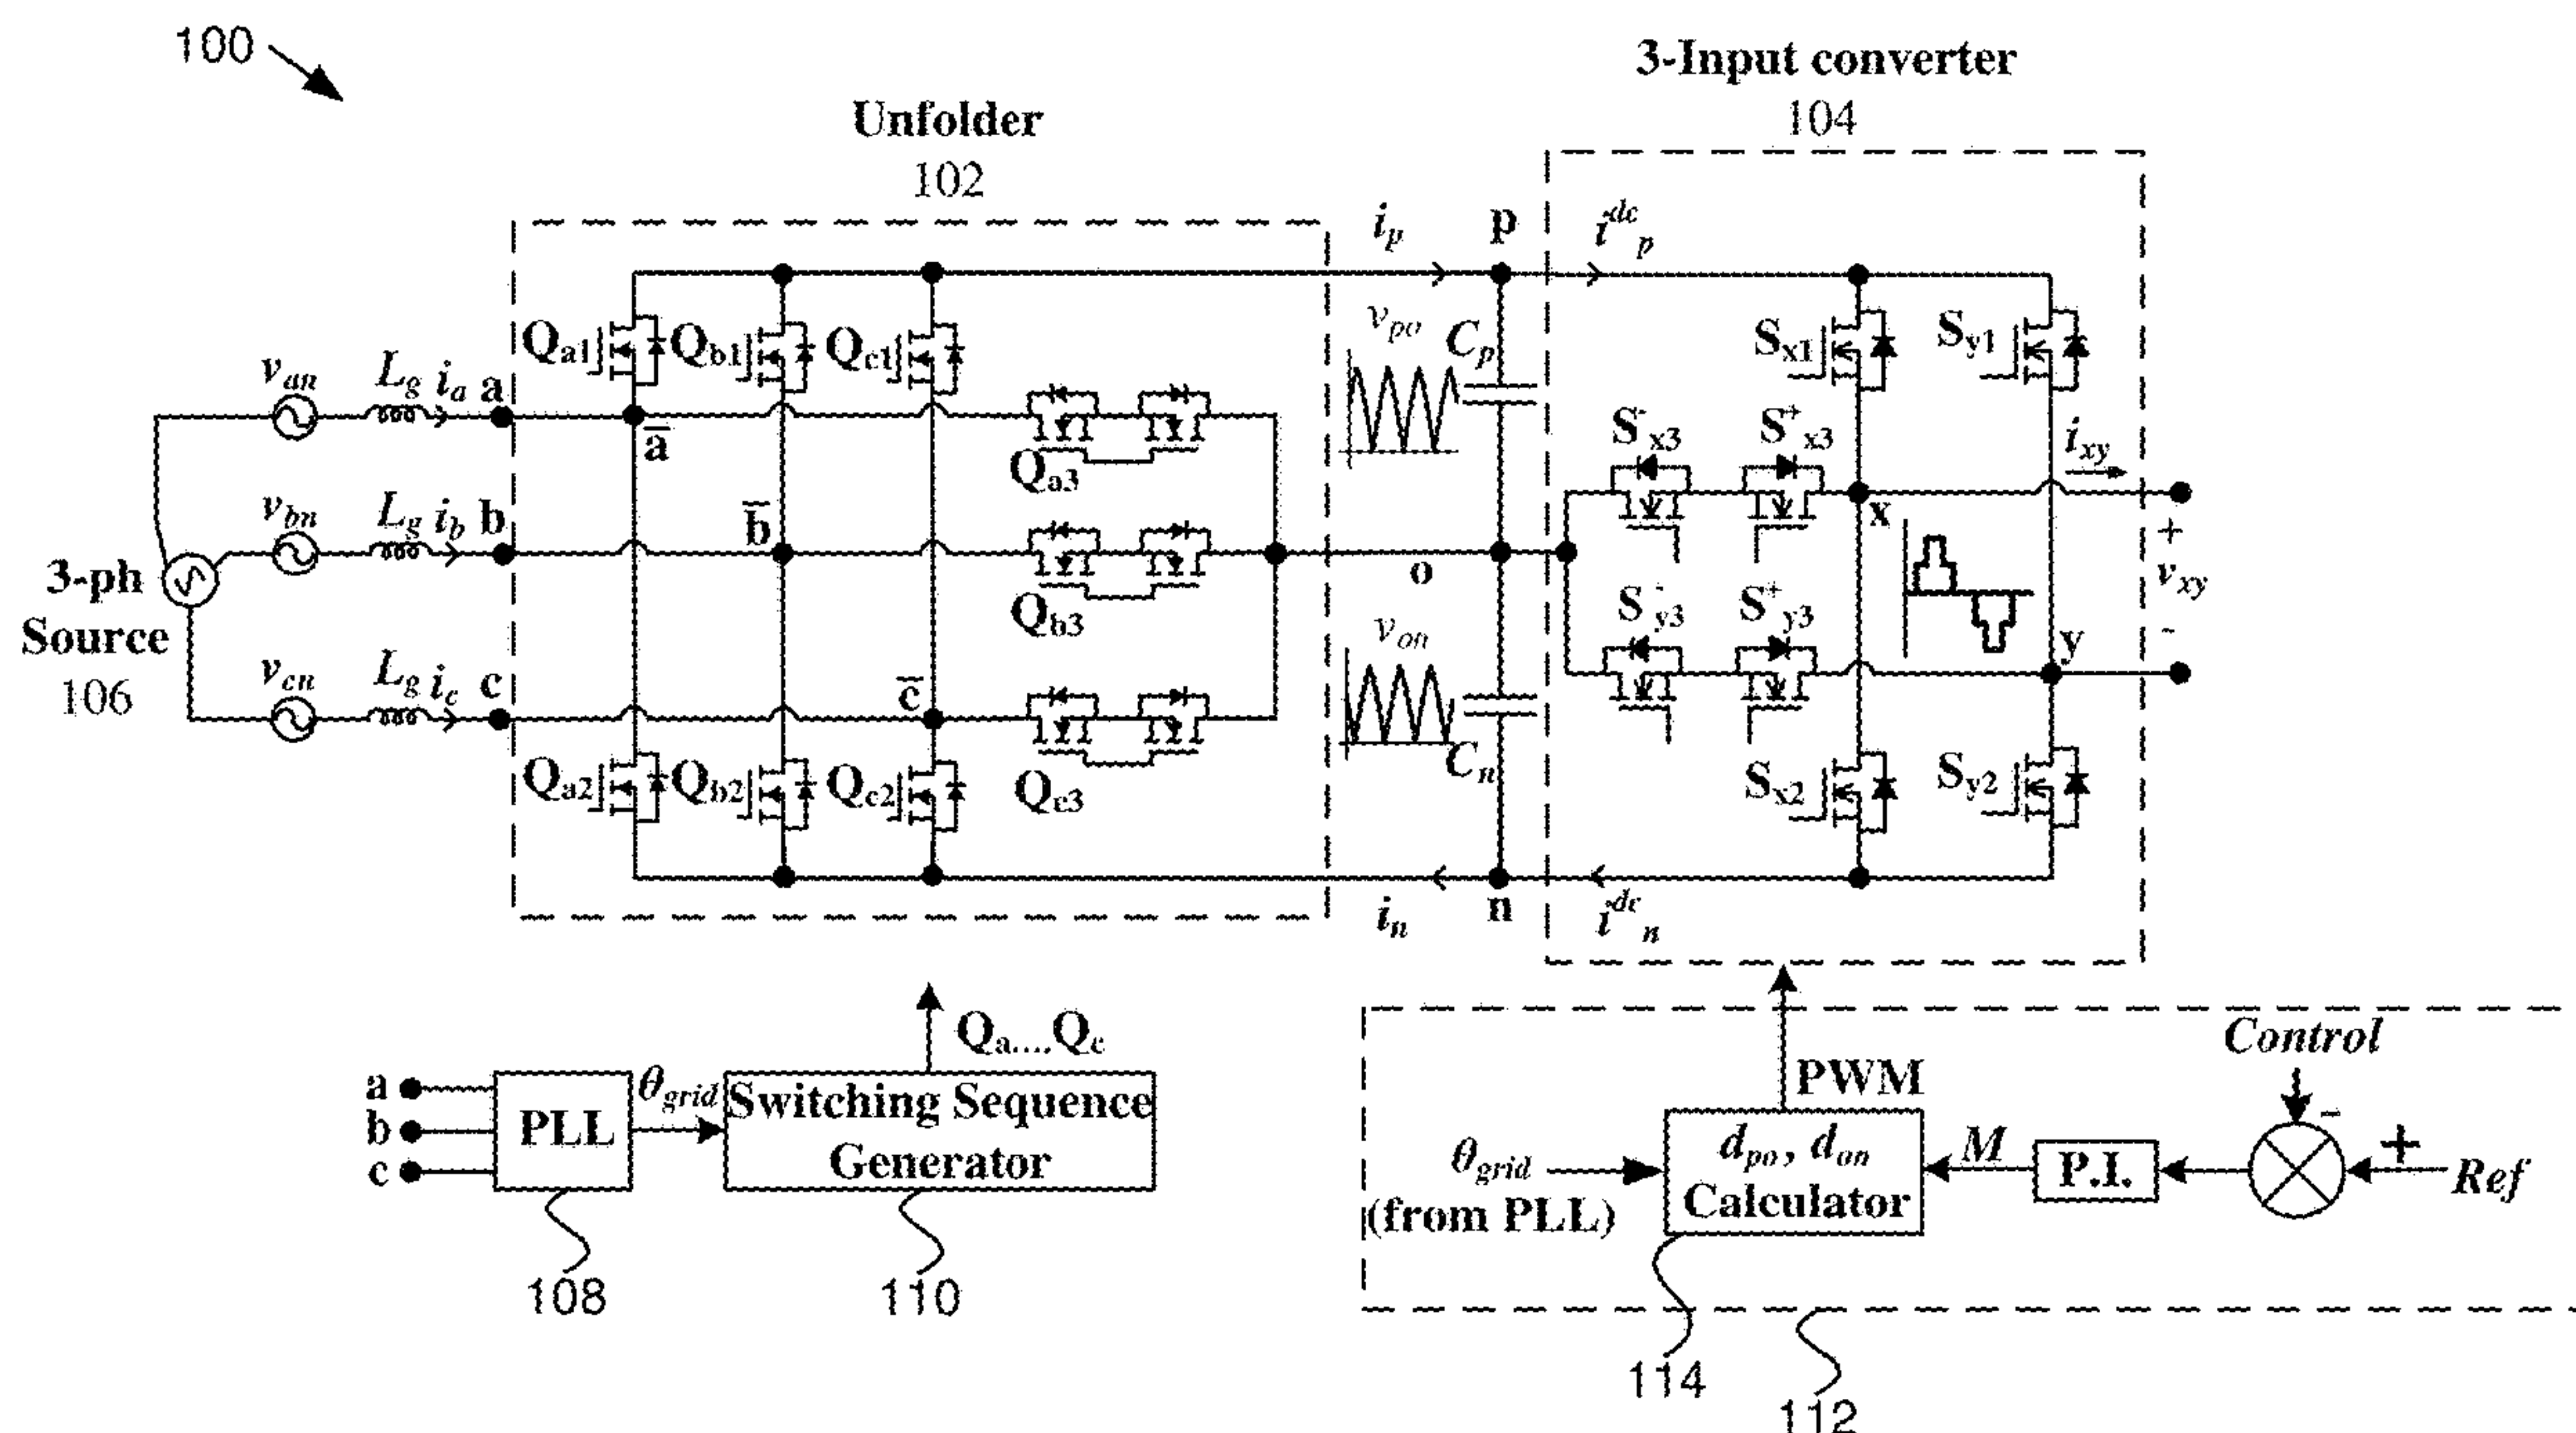 100
3-Input converter
104
Unfolder
102
i_p
p
i^dc_p
Q_a1
Q_b1
Q_c1
v_po
C_p
S_x1
S_y1
v_an
L_g
i_a
a
a̅
Q_a3
S^-_x3
S^+_x3
i_xy
x
+
v_xy
-
v_bn
L_g
i_b
b
b̅
Q_b3
o
3-ph
Source
106
v_on
S^-_y3
S^+_y3
y
v_cn
L_g
i_c
c
c̅
Q_c3
Q_a2
Q_b2
Q_c2
C_n
S_x2
S_y2
i_n
n
i^dc_n
Q_a....Q_c
a
b
c
PLL
θ_grid
Switching Sequence
Generator
108
110
Control
-
PWM
θ_grid
(from PLL)
d_po, d_on
Calculator
M
P.I.
+
Ref
114
112